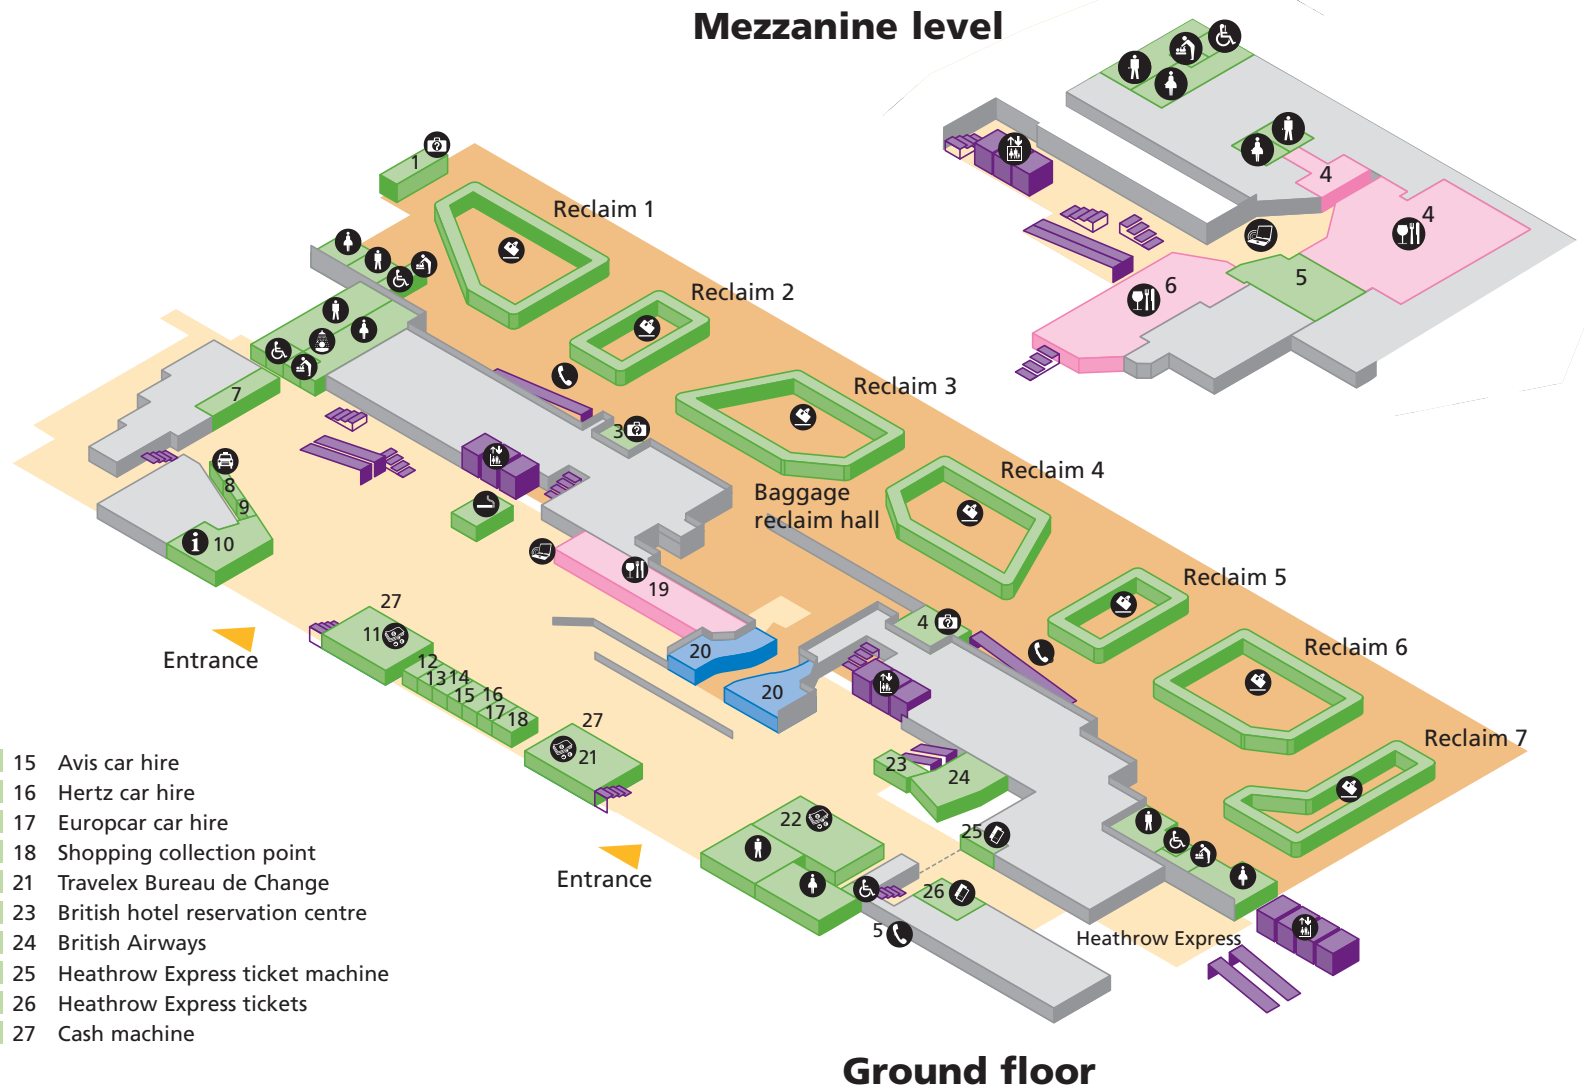 Mezzanine level
4
4
5
6
1
Reclaim 1
Reclaim 2
Reclaim 3
Reclaim 4
Reclaim 5
Reclaim 6
Reclaim 7
Baggage
reclaim hall
3
7
8
9
i 10
19
20
20
4
27
11
12
13 14
15 16
17 18
27
21
22
23
24
25
26
5
Entrance
Entrance
Heathrow Express
15 Avis car hire
16 Hertz car hire
17 Europcar car hire
18 Shopping collection point
21 Travelex Bureau de Change
23 British hotel reservation centre
24 British Airways
25 Heathrow Express ticket machine
26 Heathrow Express tickets
27 Cash machine
Ground floor